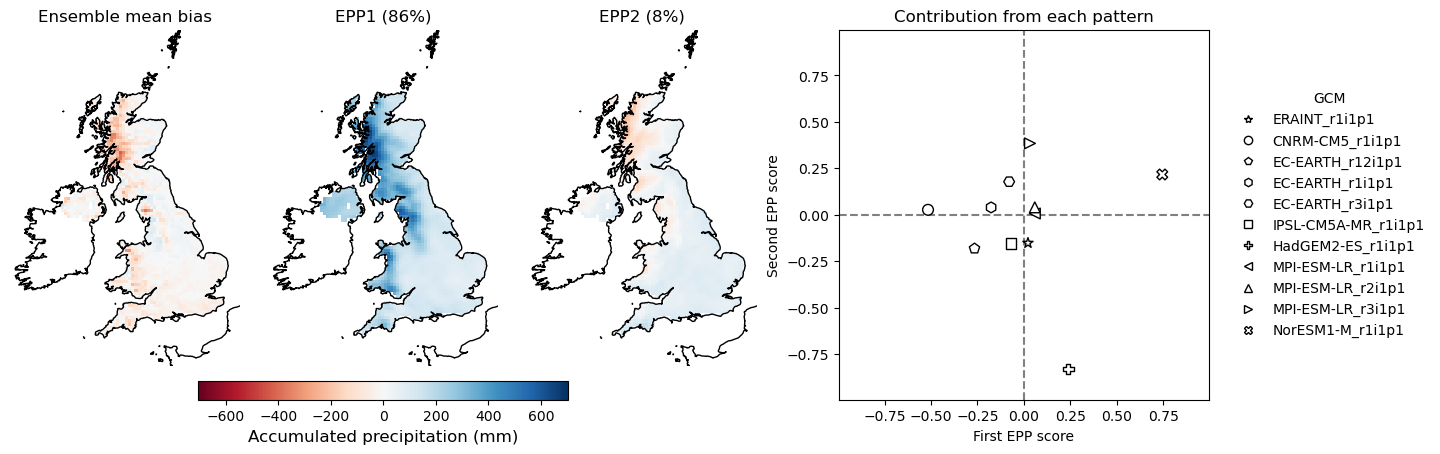 Ensemble mean bias
EPP1 (86%)
EPP2 (8%)
−600 −400 −200 0 200 400 600
Accumulated precipitation (mm)
Contribution from each pattern
Second EPP score
0.75
0.50
0.25
0.00
−0.25
−0.50
−0.75
−0.75 −0.50 −0.25 0.00 0.25 0.50 0.75
First EPP score
GCM
ERAINT_r1i1p1
CNRM-CM5_r1i1p1
EC-EARTH_r12i1p1
EC-EARTH_r1i1p1
EC-EARTH_r3i1p1
IPSL-CM5A-MR_r1i1p1
HadGEM2-ES_r1i1p1
MPI-ESM-LR_r1i1p1
MPI-ESM-LR_r2i1p1
MPI-ESM-LR_r3i1p1
NorESM1-M_r1i1p1